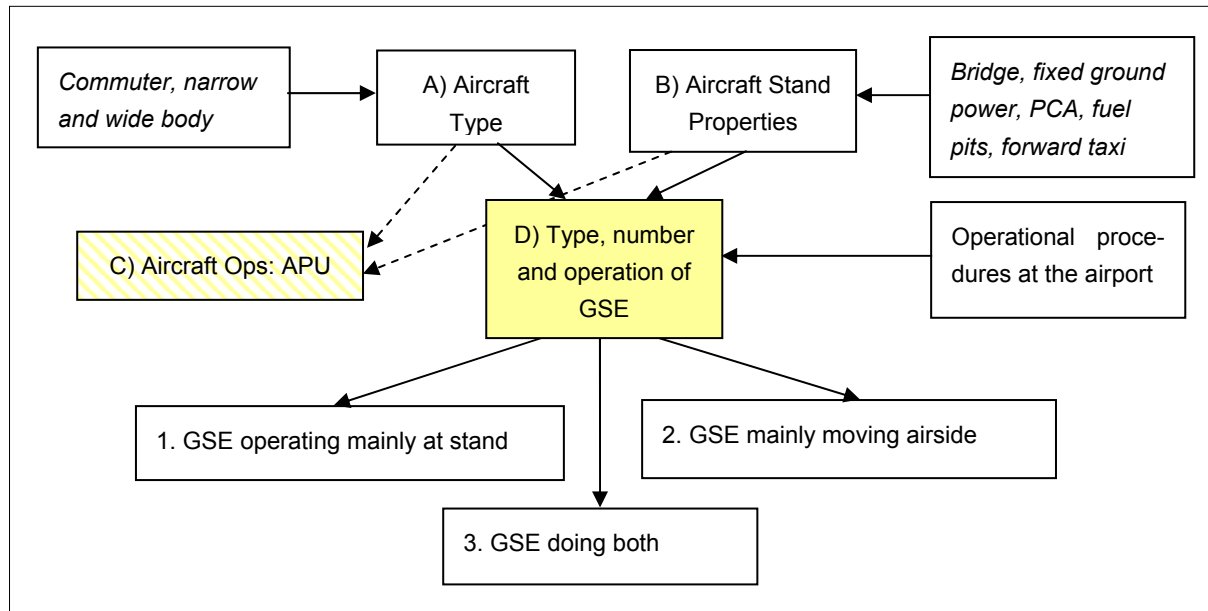 Commuter, narrow
and wide body
A) Aircraft
Type
B) Aircraft Stand
Properties
Bridge, fixed ground
power, PCA, fuel
pits, forward taxi
C) Aircraft Ops: APU
D) Type, number
and operation of
GSE
Operational proce-
dures at the airport
1. GSE operating mainly at stand
2. GSE mainly moving airside
3. GSE doing both